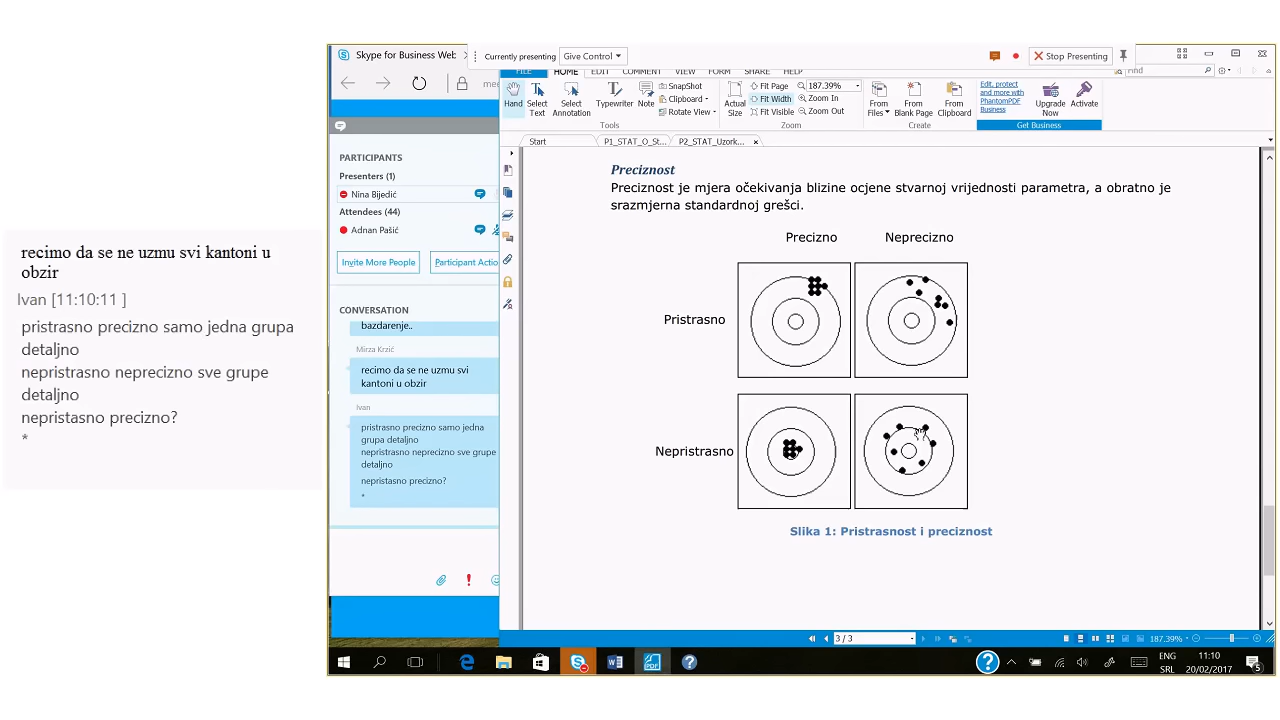 recimo da se ne uzmu svi kantoni u
obzir
Ivan [11:10:11 ]
pristrasno precizno samo jedna grupa
detaljno
nepristrasno neprecizno sve grupe
detaljno
nepristasno precizno?
*
Skype for Business Web
Currently presenting
Give Control
Stop Presenting
PARTICIPANTS
Presenters (1)
Nina Bijedić
Attendees (44)
Adnan Pašić
Invite More People
Participant Actio
CONVERSATION
bazdarenje..
Mirza Krzić
recimo da se ne uzmu svi
kantoni u obzir
Ivan
pristrasno precizno samo jedna
grupa detaljno
nepristrasno neprecizno sve grupe
detaljno
nepristasno precizno?
*
FILE HOME EDIT COMMENT VIEW FORM SHARE HELP
Find
Hand
Select
Text
Select
Annotation
Typewriter
Note
SnapShot
Clipboard
Rotate View
Tools
Actual
Size
Fit Page
Fit Width
Fit Visible
187.39%
Zoom In
Zoom Out
Zoom
From
Files
From
Blank Page
From
Clipboard
Create
Edit, protect
and more with
PhantomPDF
Business
Upgrade
Now
Activate
Get Business
Start
P1_STAT_O_St...
P2_STAT_Uzork...
Preciznost
Preciznost je mjera očekivanja blizine ocjene stvarnoj vrijednosti parametra, a obratno je
srazmjerna standardnoj grešci.
Precizno Neprecizno
Pristrasno
Nepristrasno
Slika 1: Pristrasnost i preciznost
3 / 3
187.39%
ENG
SRL
11:10
20/02/2017
5